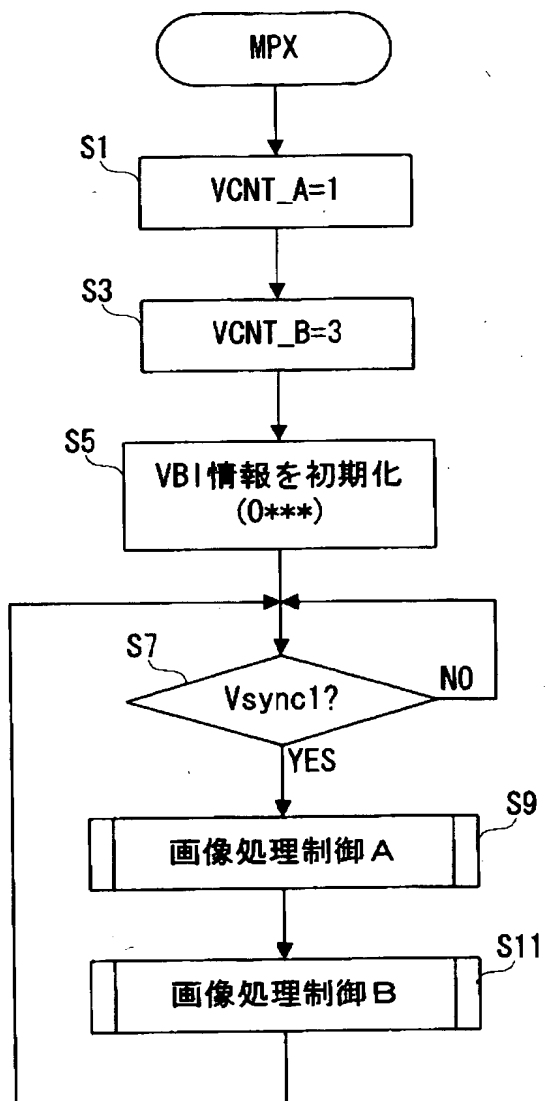 MPX
S1
VCNT_A=1
S3
VCNT_B=3
S5
VBI情報を初期化
(0***)
S7
Vsync1?
NO
YES
S9
画像処理制御A
S11
画像処理制御B